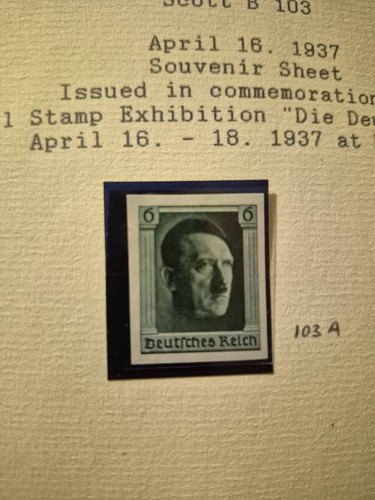 Scott B 103
April 16. 1937
Souvenir Sheet
Issued in commemoration
l Stamp Exhibition "Die Deu
April 16. - 18. 1937 at
6 6
Deutsches Reich
103 A